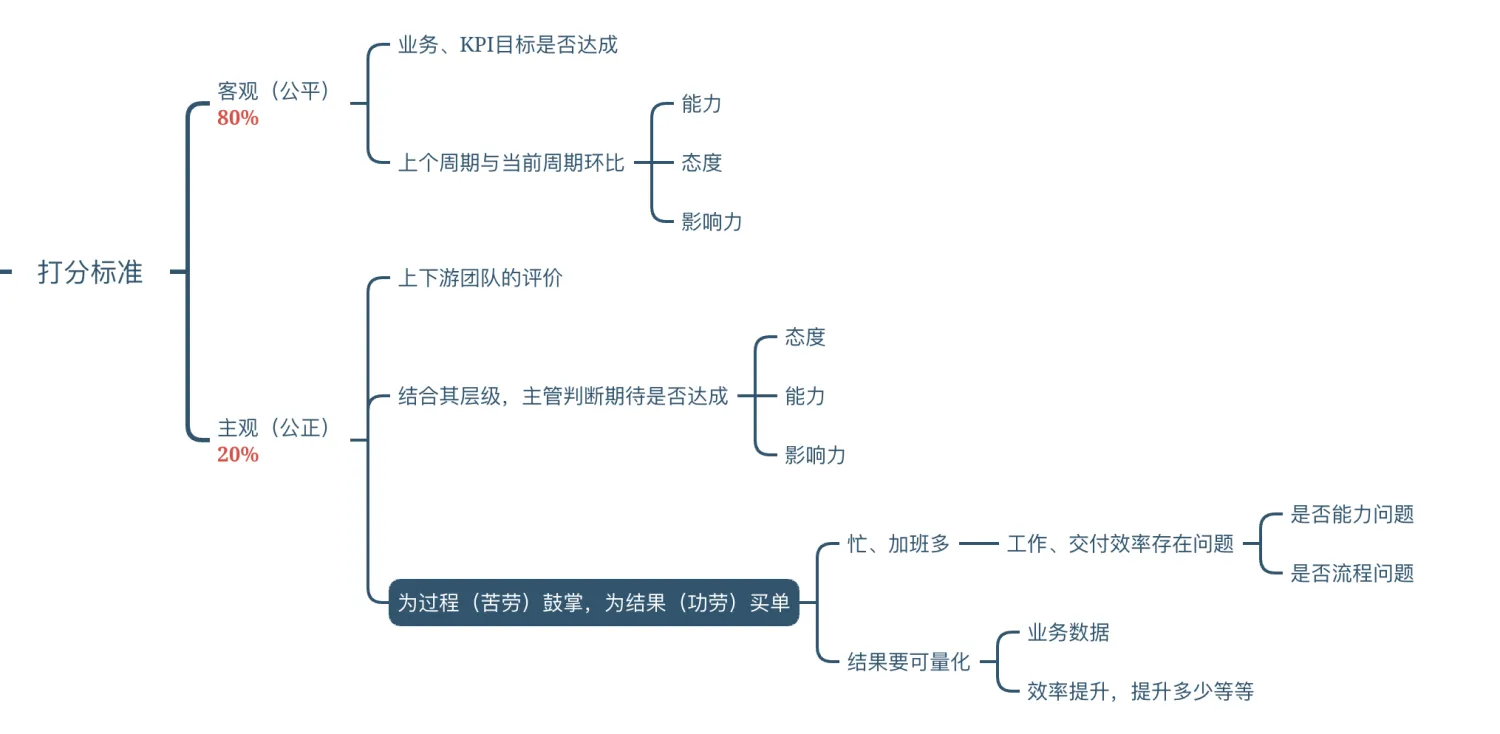 打分标准
客观（公平）
80%
业务、KPI目标是否达成
上个周期与当前周期环比
能力
态度
影响力
主观（公正）
20%
上下游团队的评价
结合其层级，主管判断期待是否达成
态度
能力
影响力
为过程（苦劳）鼓掌，为结果（功劳）买单
忙、加班多
工作、交付效率存在问题
是否能力问题
是否流程问题
结果要可量化
业务数据
效率提升，提升多少等等